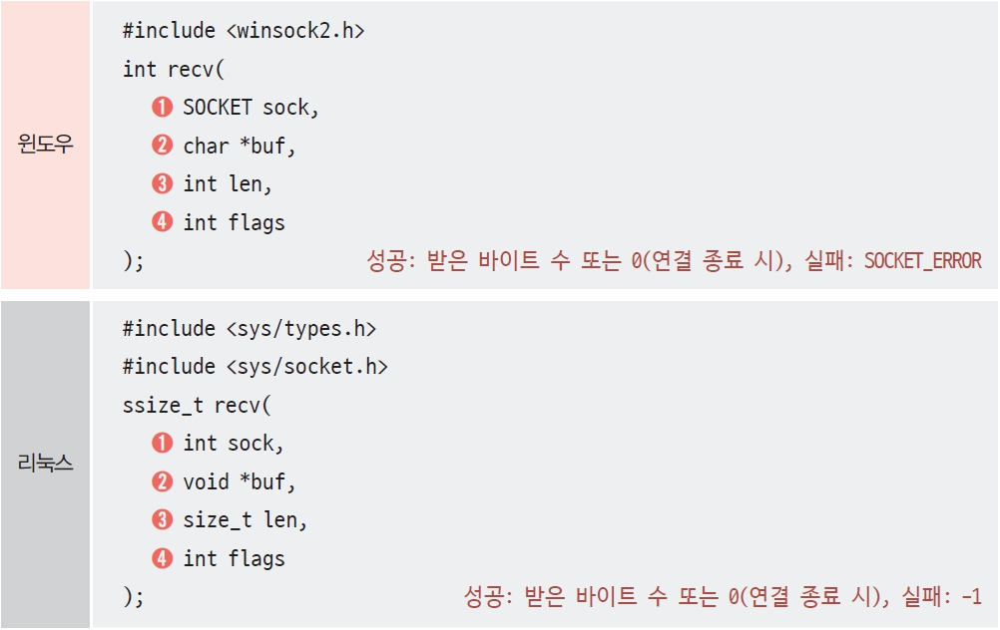 윈도우
#include <winsock2.h>
int recv(
❶ SOCKET sock,
❷ char *buf,
❸ int len,
❹ int flags
); 성공: 받은 바이트 수 또는 0(연결 종료 시), 실패: SOCKET_ERROR
리눅스
#include <sys/types.h>
#include <sys/socket.h>
ssize_t recv(
❶ int sock,
❷ void *buf,
❸ size_t len,
❹ int flags
); 성공: 받은 바이트 수 또는 0(연결 종료 시), 실패: -1